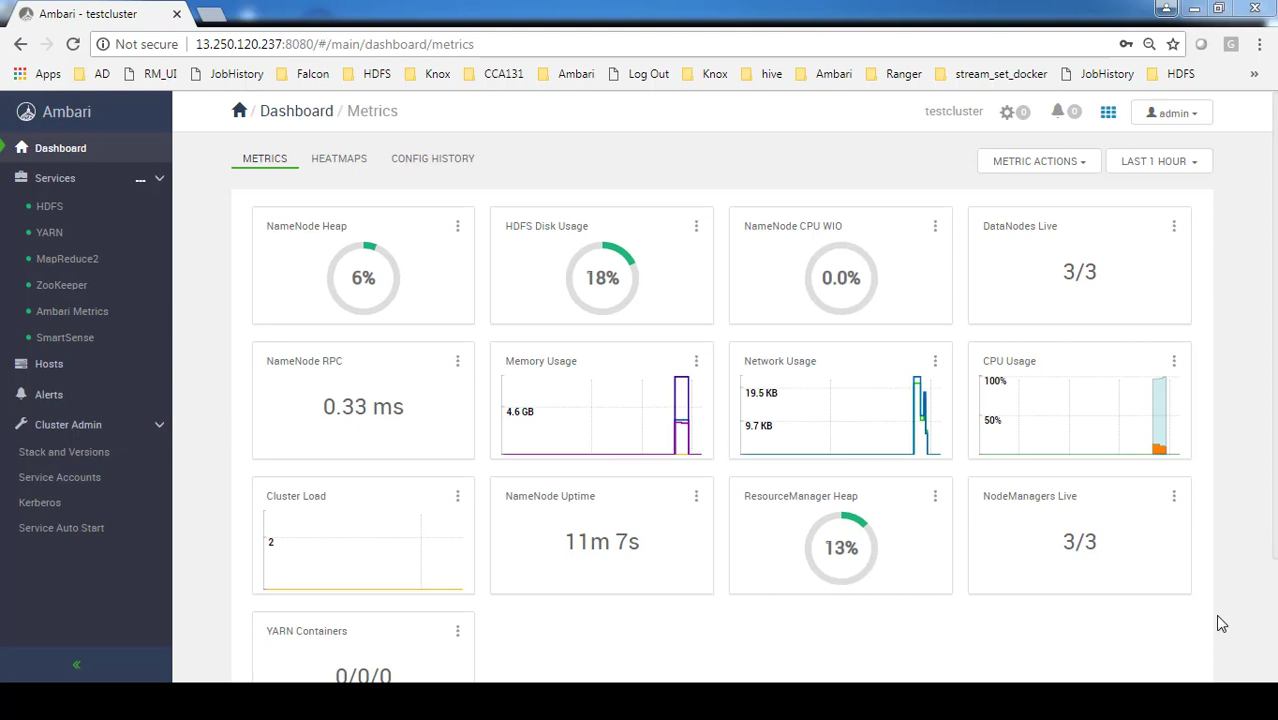 Ambari - testcluster
Not secure
13.250.120.237:8080/#/main/dashboard/metrics
G
Apps AD RM_UI JobHistory Falcon HDFS Knox CCA131 Ambari Log Out Knox hive Ambari Ranger stream_set_docker JobHistory HDFS »
Ambari
Dashboard / Metrics
testcluster 0 0 admin
Dashboard
Services ...
HDFS
YARN
MapReduce2
ZooKeeper
Ambari Metrics
SmartSense
Hosts
Alerts
Cluster Admin
Stack and Versions
Service Accounts
Kerberos
Service Auto Start
METRICS HEATMAPS CONFIG HISTORY
METRIC ACTIONS LAST 1 HOUR
NameNode Heap
6%
HDFS Disk Usage
18%
NameNode CPU WIO
0.0%
DataNodes Live
3/3
NameNode RPC
0.33 ms
Memory Usage
4.6 GB
Network Usage
19.5 KB
9.7 KB
CPU Usage
100%
50%
Cluster Load
2
NameNode Uptime
11m 7s
ResourceManager Heap
13%
NodeManagers Live
3/3
YARN Containers
0/0/0